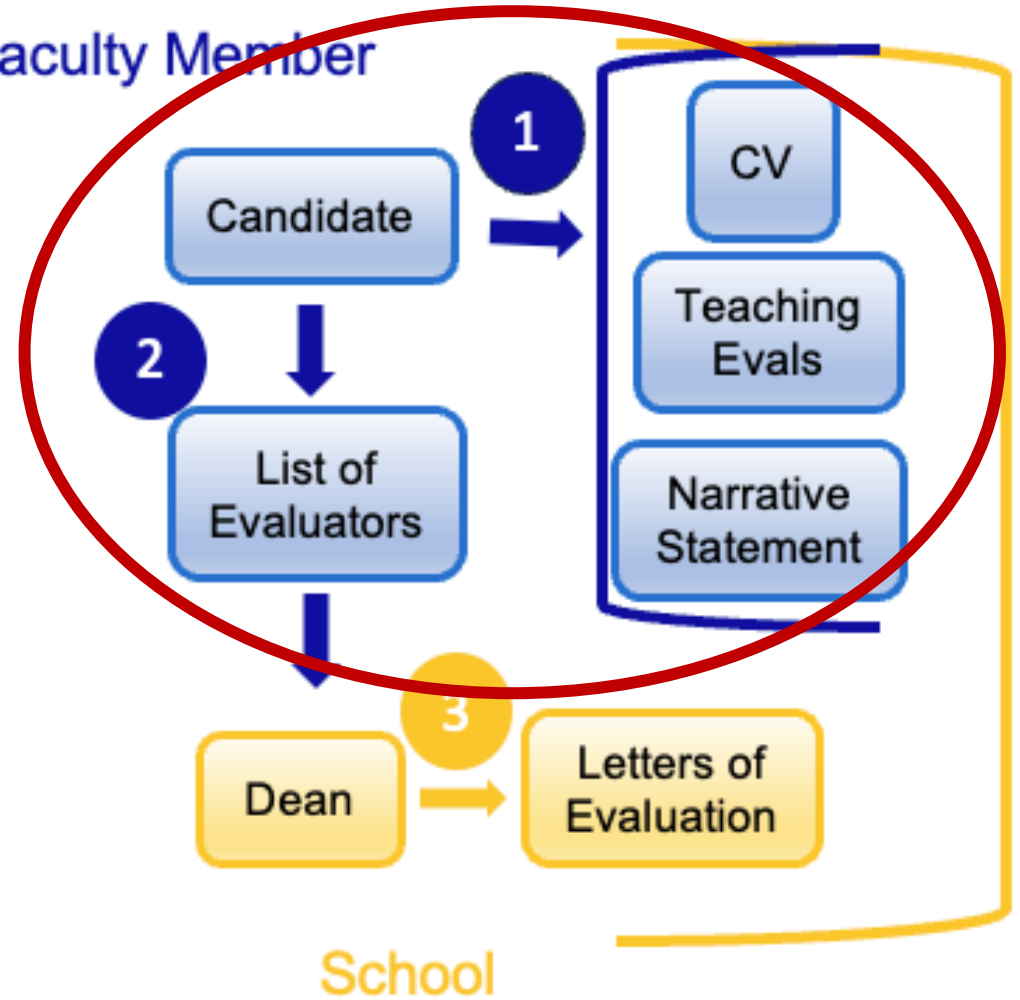 aculty Member
1
CV
Candidate
Teaching
Evals
2
List of
Evaluators
Narrative
Statement
3
Dean
Letters of
Evaluation
School